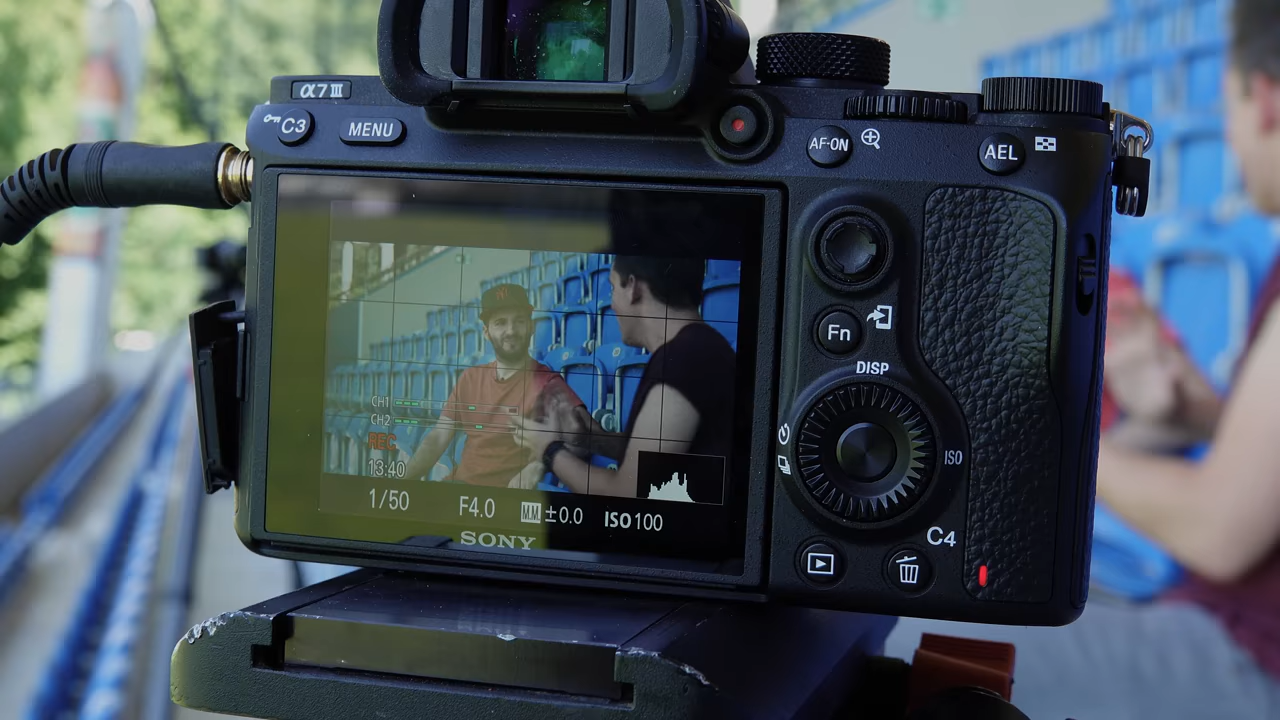 α7III
C3
MENU
AF-ON
AEL
Fn
DISP
ISO
CH1
CH2
REC
13:40
1/50 F4.0 M.M ±0.0 ISO100
SONY
C4